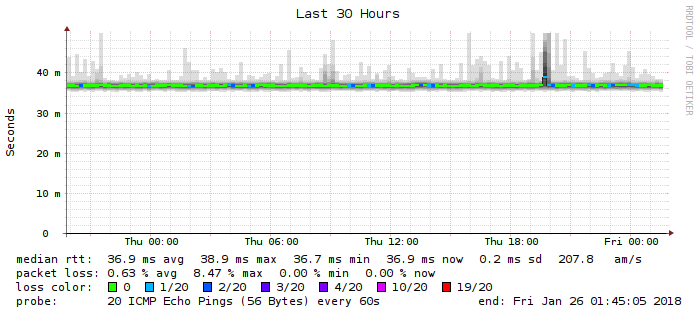 Last 30 Hours
RRDTOOL / TOBI OETIKER
Seconds
40 m
30 m
20 m
10 m
0
Thu 00:00 Thu 06:00 Thu 12:00 Thu 18:00 Fri 00:00
median rtt: 36.9 ms avg 38.9 ms max 36.7 ms min 36.9 ms now 0.2 ms sd 207.8 am/s
packet loss: 0.63 % avg 8.47 % max 0.00 % min 0.00 % now
loss color: 0 1/20 2/20 3/20 4/20 10/20 19/20
probe: 20 ICMP Echo Pings (56 Bytes) every 60s end: Fri Jan 26 01:45:05 2018